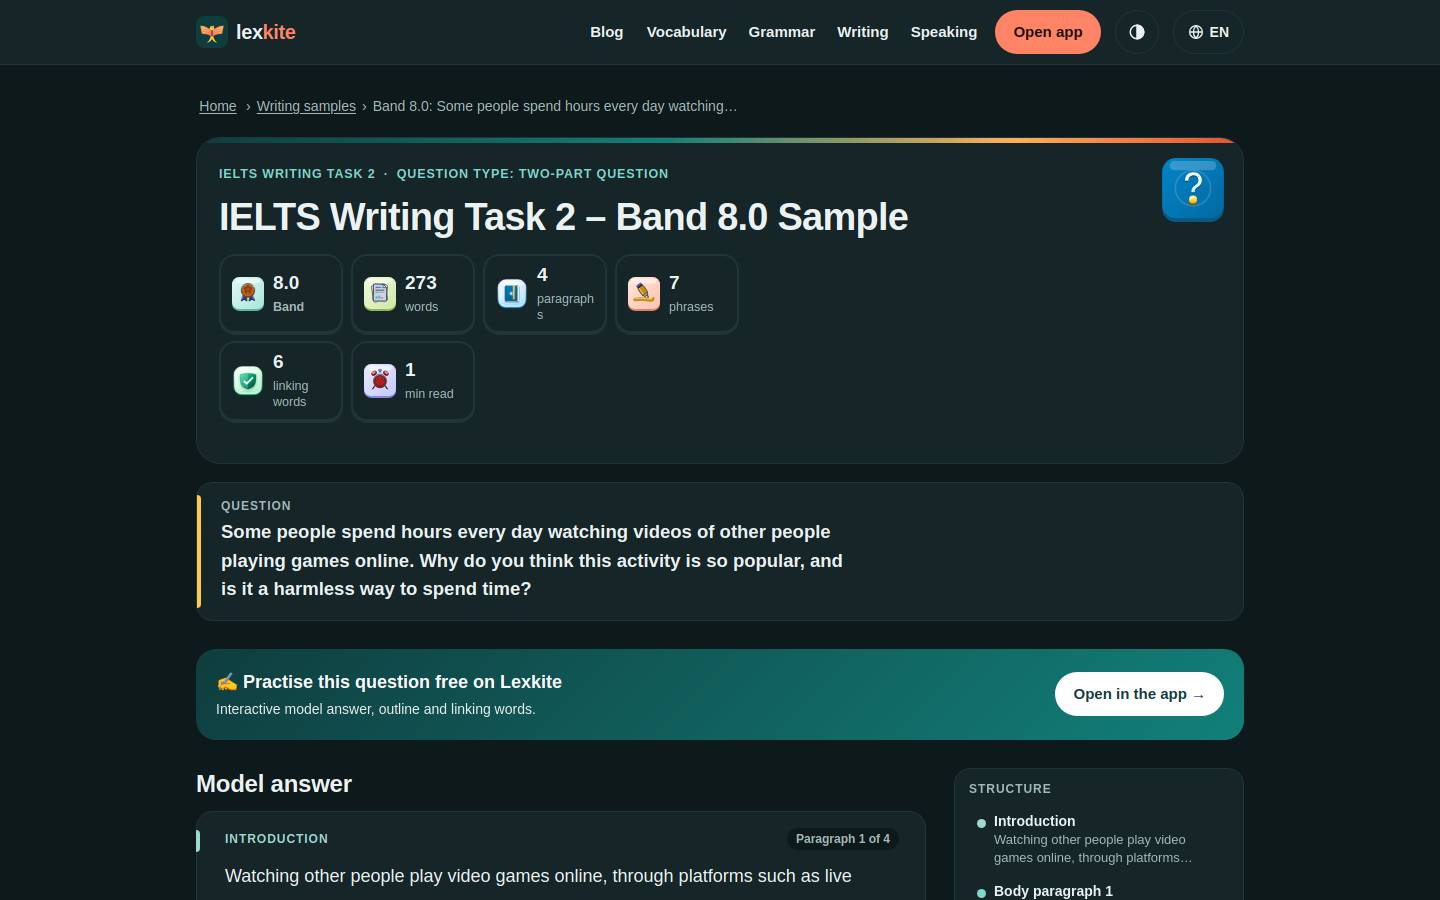 lexkite
Blog Vocabulary Grammar Writing Speaking Open app EN
Home › Writing samples › Band 8.0: Some people spend hours every day watching…
IELTS WRITING TASK 2 · QUESTION TYPE: TWO-PART QUESTION
IELTS Writing Task 2 – Band 8.0 Sample
8.0
Band
273
words
4
paragraph
s
7
phrases
6
linking
words
1
min read
QUESTION
Some people spend hours every day watching videos of other people
playing games online. Why do you think this activity is so popular, and
is it a harmless way to spend time?
✍️ Practise this question free on Lexkite
Interactive model answer, outline and linking words.
Open in the app →
Model answer
INTRODUCTION
Paragraph 1 of 4
Watching other people play video games online, through platforms such as live
STRUCTURE
Introduction
Watching other people play video
games online, through platforms…
Body paragraph 1